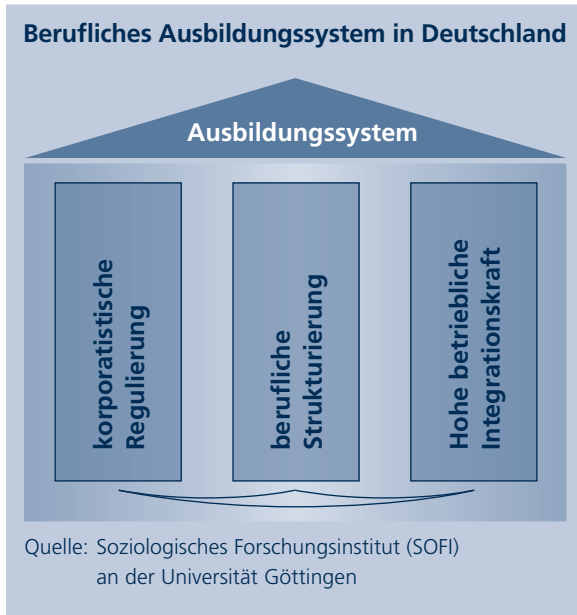 Berufliches Ausbildungssystem in Deutschland
Ausbildungssystem
korporatistische
Regulierung
berufliche
Strukturierung
Hohe betriebliche
Integrationskraft
Quelle: Soziologisches Forschungsinstitut (SOFI)
an der Universität Göttingen